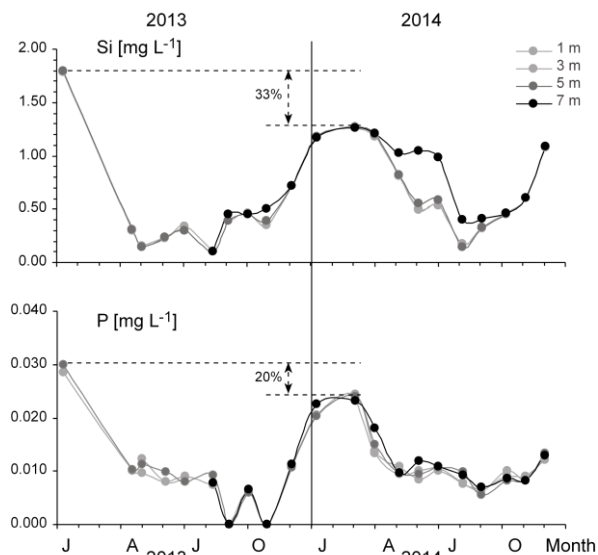 2013 2014
Si [mg L-1]
1 m
3 m
5 m
7 m
2.00
1.50
1.00
0.50
0.00
33%
P [mg L-1]
0.040
0.030
0.020
0.010
0.000
20%
J A J O J A J O Month
2013 2014